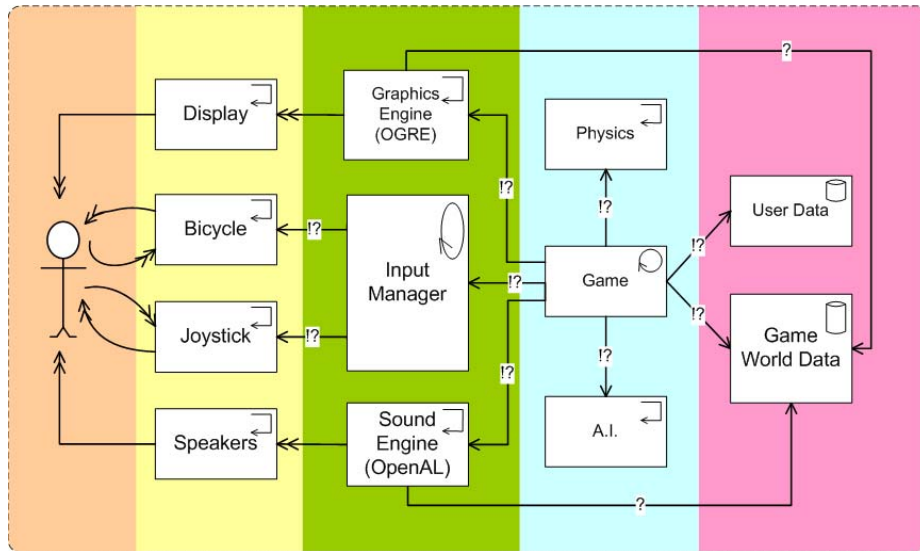 ?
Display
Graphics
Engine
(OGRE)
Physics
!?
!?
User Data
Bicycle
!?
Input
Manager
!?
Game
!?
!?
Joystick
!?
!?
!?
Game
World Data
Speakers
Sound
Engine
(OpenAL)
A.I.
?